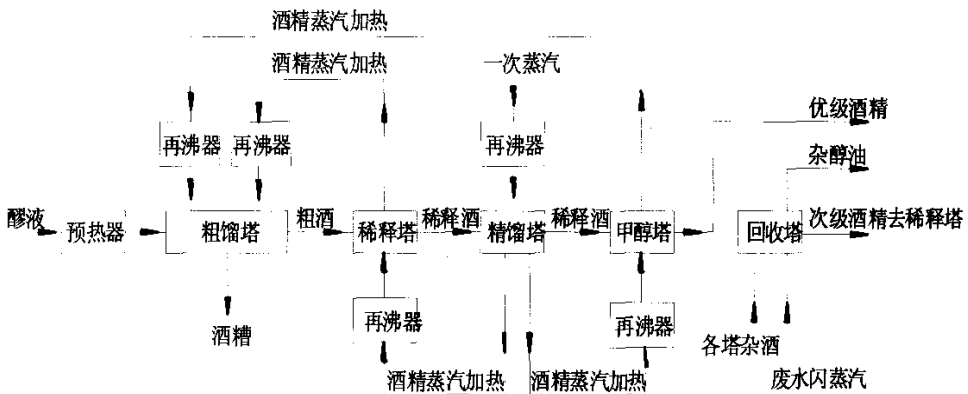 酒精蒸汽加热
酒精蒸汽加热
一次蒸汽
优级酒精
再沸器
再沸器
再沸器
杂醇油
醪液
预热器
粗馏塔
粗酒
稀释塔
稀释酒
精馏塔
稀释酒
甲醇塔
回收塔
次级酒精去稀释塔
酒糟
再沸器
再沸器
各塔杂酒
酒精蒸汽加热
酒精蒸汽加热
废水闪蒸汽